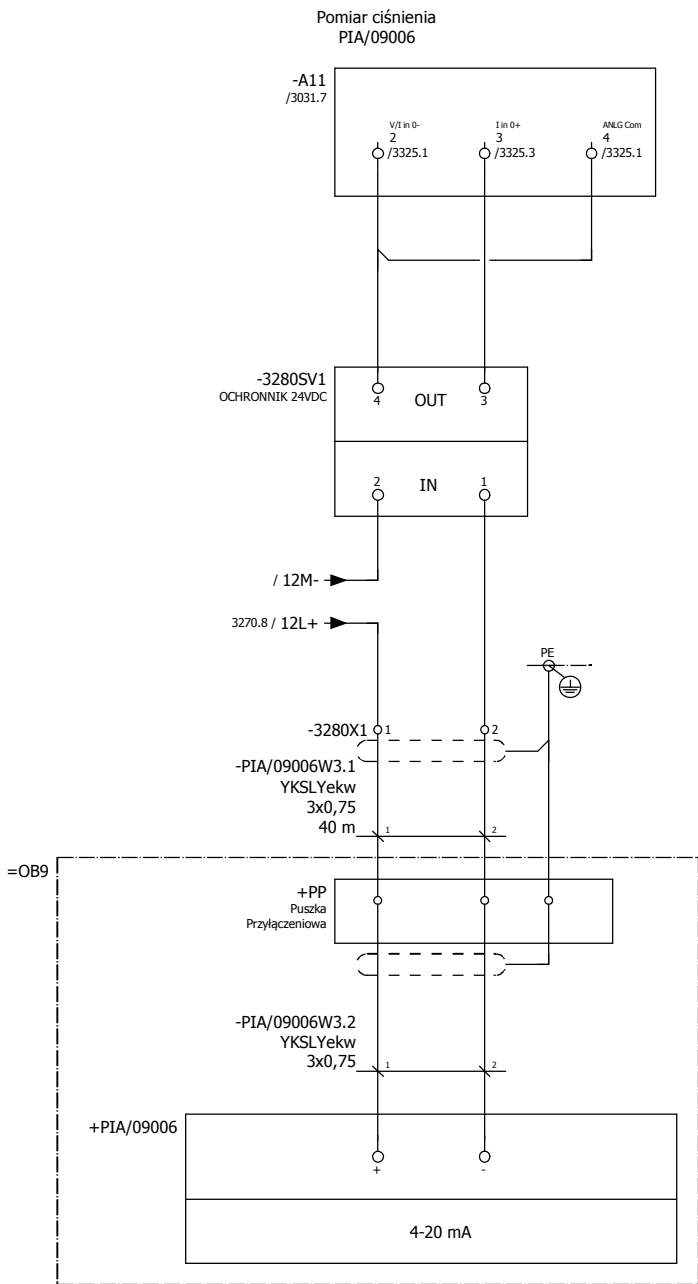 Pomiar ciśnienia
PIA/09006
-A11
/3031.7
V/I in 0-
2
/3325.1
I in 0+
3
/3325.3
ANLG Com
4
/3325.1
-3280SV1
OCHRONNIK 24VDC
4
OUT
3
2
IN
1
/ 12M-
3270.8 / 12L+
PE
-3280X1
1
2
-PIA/09006W3.1
YKSLYekw
3x0,75
40 m
1
2
=OB9
+PP
Puszka
Przyłączeniowa
-PIA/09006W3.2
YKSLYekw
3x0,75
1
2
+PIA/09006
+
-
4-20 mA